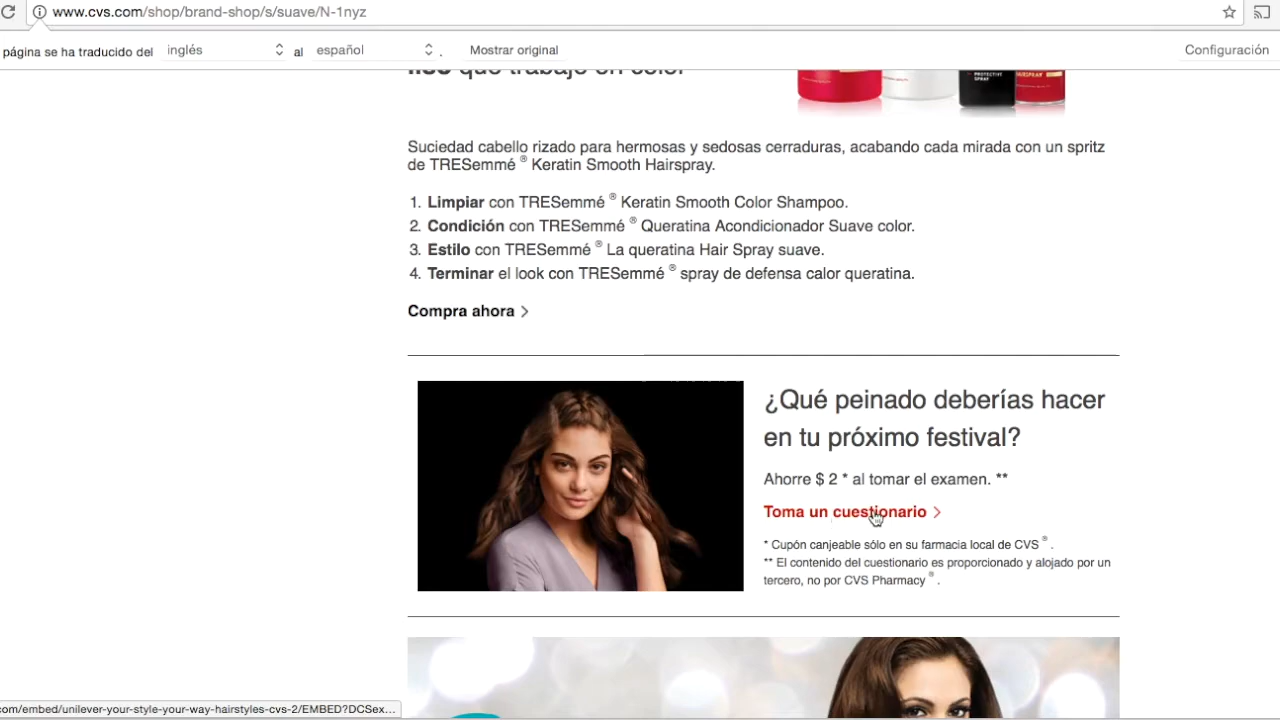 www.cvs.com/shop/brand-shop/s/suave/N-1nyz
página se ha traducido del inglés al español . Mostrar original Configuración
que trabajo en color
PROTECTIVE
SPRAY
HAIRSPRAY
Suciedad cabello rizado para hermosas y sedosas cerraduras, acabando cada mirada con un spritz
de TRESemmé ® Keratin Smooth Hairspray.
1. Limpiar con TRESemmé ® Keratin Smooth Color Shampoo.
2. Condición con TRESemmé ® Queratina Acondicionador Suave color.
3. Estilo con TRESemmé ® La queratina Hair Spray suave.
4. Terminar el look con TRESemmé ® spray de defensa calor queratina.
Compra ahora >
¿Qué peinado deberías hacer
en tu próximo festival?
Ahorre $ 2 * al tomar el examen. **
Toma un cuestionario >
* Cupón canjeable sólo en su farmacia local de CVS ® .
** El contenido del cuestionario es proporcionado y alojado por un
tercero, no por CVS Pharmacy ® .
com/embed/unilever-your-style-your-way-hairstyles-cvs-2/EMBED?DCSex...